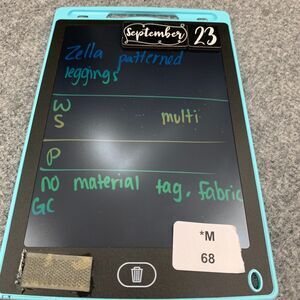 September 23
Zella patterned
leggings
W
S multi
P
no material tag. Fabric
GC
*M
68